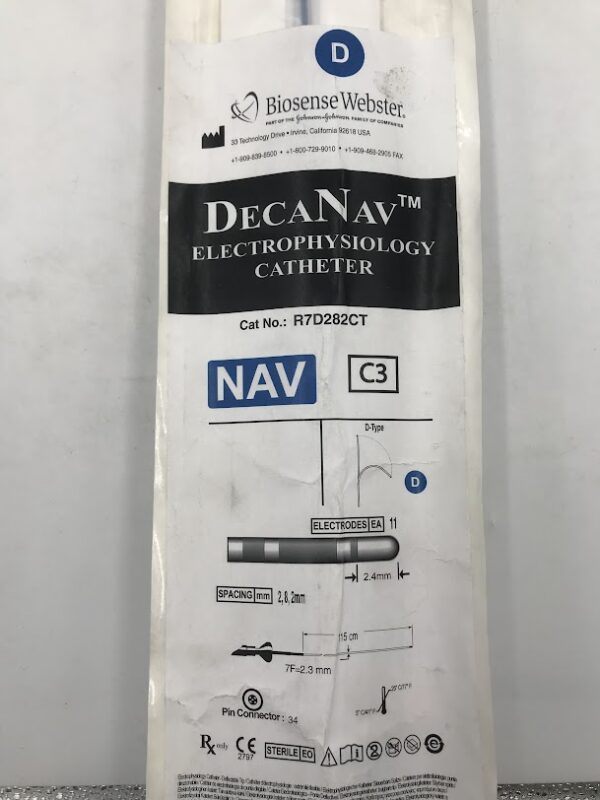 D
Biosense Webster®
PART OF THE Johnson & Johnson FAMILY OF COMPANIES
33 Technology Drive • Irvine, California 92618 USA
+1-909-839-8500 • +1-800-729-9010 • +1-909-468-2905 FAX
DECANAV™
ELECTROPHYSIOLOGY
CATHETER
Cat No.: R7D282CT
NAV C3
D-Type
D
ELECTRODES EA 11
2.4mm
SPACING mm 2,8,2mm
115 cm
7F=2.3 mm
Pin Connector: 34
Rx only CE STERILE EO
2797